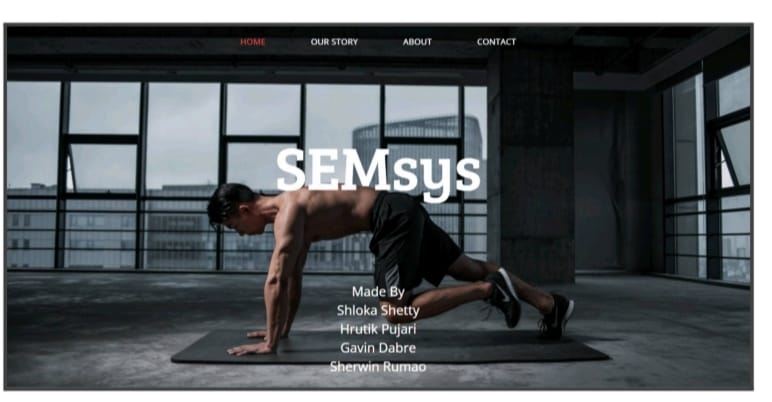 HOME OUR STORY ABOUT CONTACT
SEMsys
Made By
Shloka Shetty
Hrutik Pujari
Gavin Dabre
Sherwin Rumao